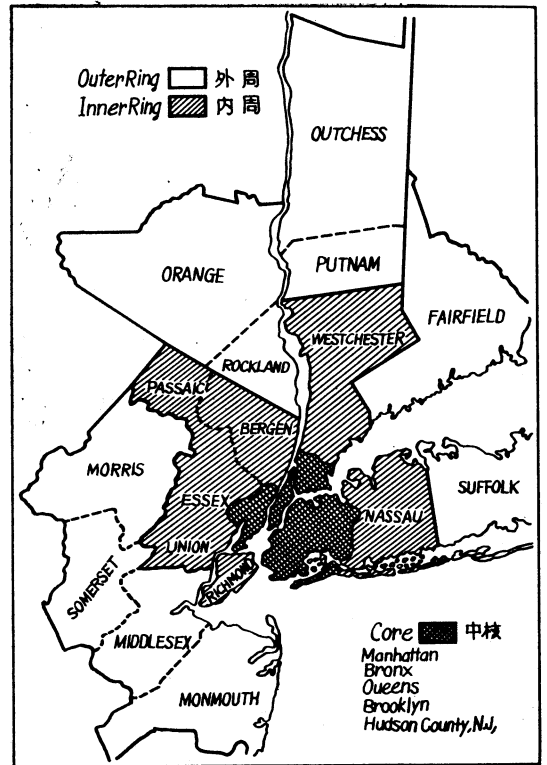 OuterRing 外周
InnerRing 内周
OUTCHESS
PUTNAM
ORANGE
FAIRFIELD
WESTCHESTER
ROCKLAND
PASSAIC
BERGEN
MORRIS
ESSEX
SUFFOLK
NASSAU
UNION
RICHMOND
SOMERSET
MIDDLESEX
MONMOUTH
Core 中核
Manhattan
Bronx
Oueens
Brooklyn
Hudson County,N.J,